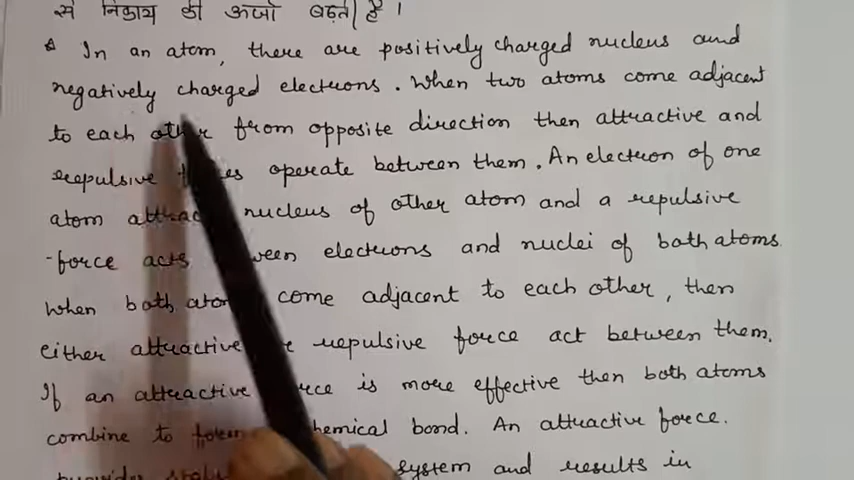 से निकाय की ऊर्जा बढ़ती है ।
In an atom, there are positively charged nucleus and
negatively charged electrons. When two atoms come adjacent
to each other from opposite direction then attractive and
repulsive operate between them. An electron of one
atom nucleus of other atom and a repulsive
force acts electrons and nuclei of both atoms
When both come adjacent to each other, then
either attractive repulsive force act between them.
If an attractive is more effective then both atoms
combine to bond. An attractive force.
system and results in